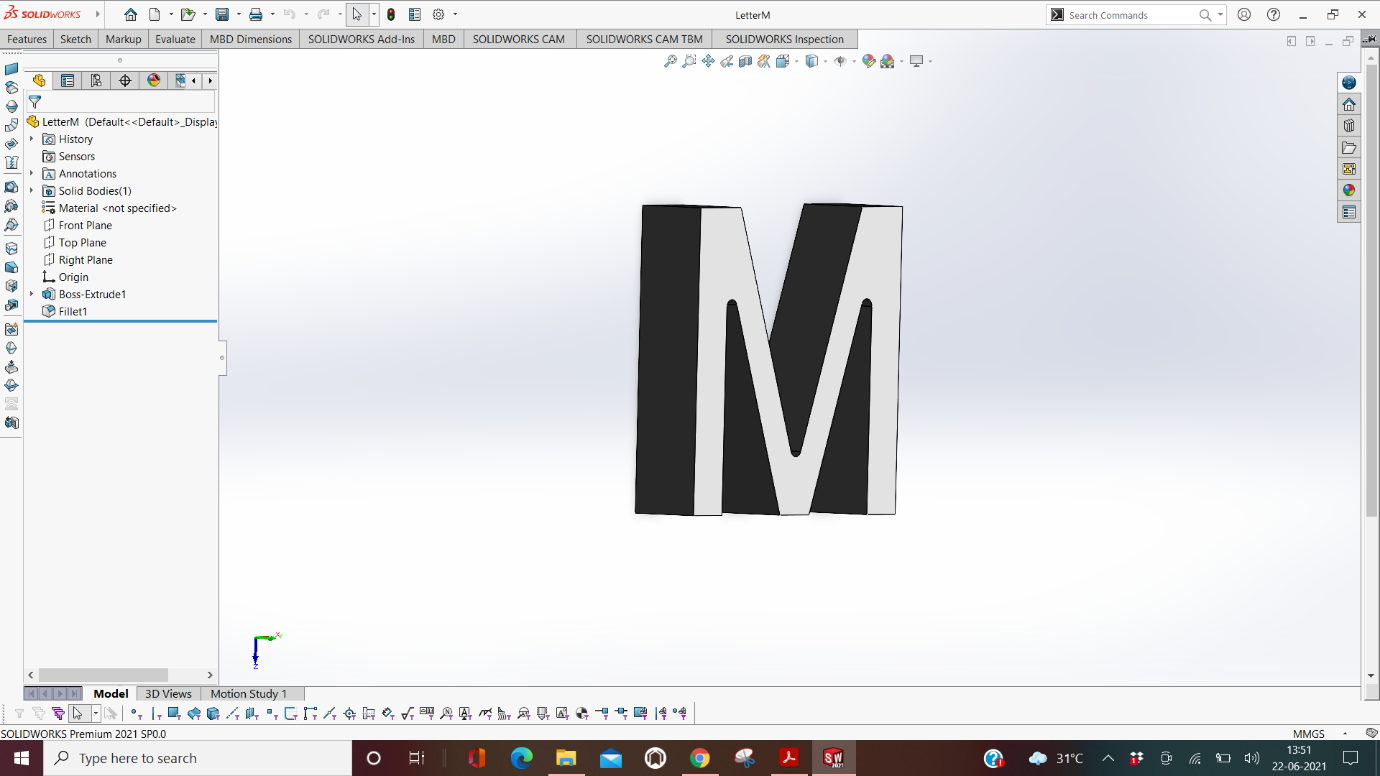 SOLIDWORKS
LetterM
Search Commands
Features Sketch Markup Evaluate MBD Dimensions SOLIDWORKS Add-Ins MBD SOLIDWORKS CAM SOLIDWORKS CAM TBM SOLIDWORKS Inspection
LetterM (Default<<Default>_Display
History
Sensors
Annotations
Solid Bodies(1)
Material <not specified>
Front Plane
Top Plane
Right Plane
Origin
Boss-Extrude1
Fillet1
M
Z
Model 3D Views Motion Study 1
SOLIDWORKS Premium 2021 SP0.0
MMGS
Type here to search
SW
2021
31°C
13:51
22-06-2021